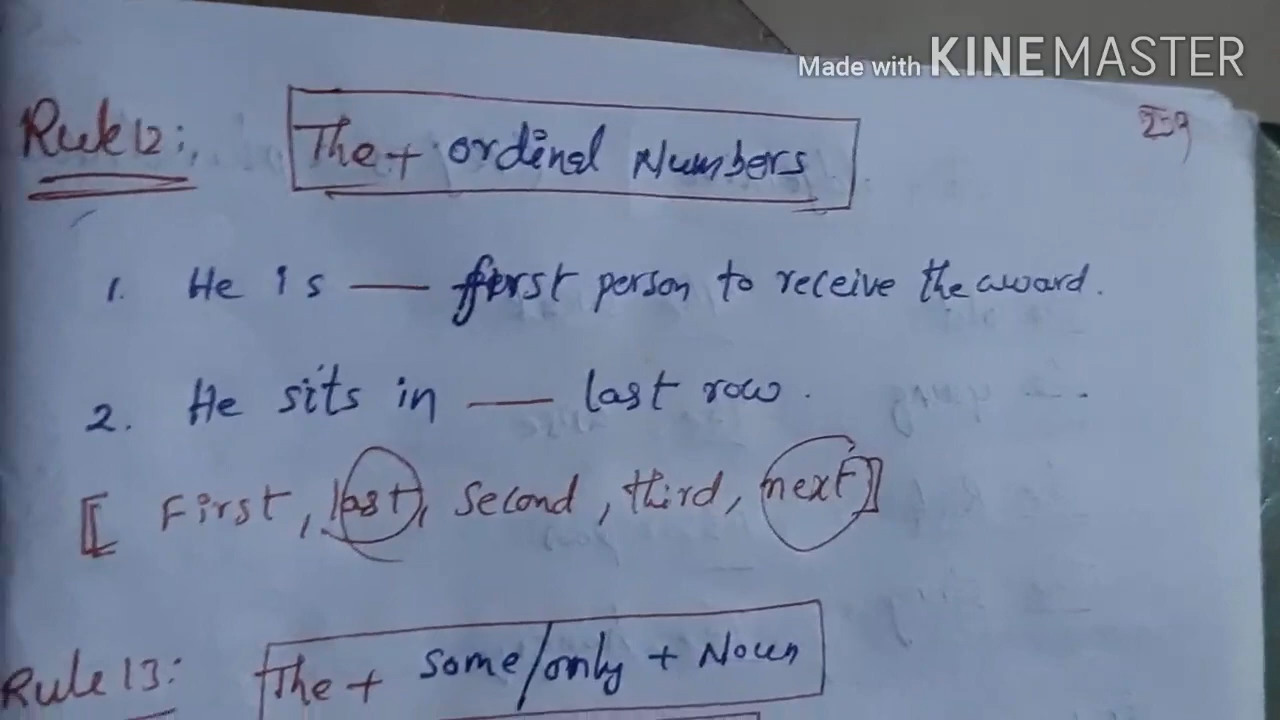 Made with KINEMASTER
Rule 12:
The + ordinal Numbers
1. He is — first person to receive the award.
2. He sits in — last row.
[ First, last, second, third, next ]
Rule 13: The + some/only + Noun